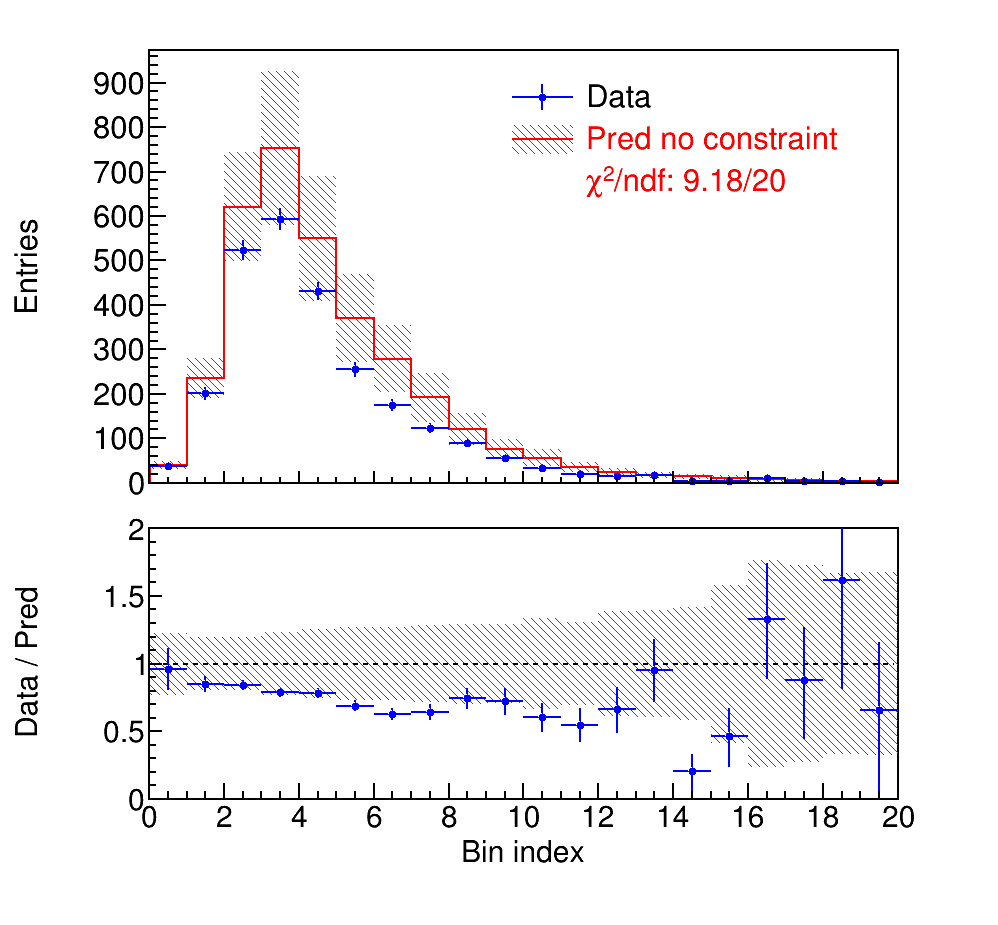 Entries
900
800
700
600
500
400
300
200
100
0
Data
Pred no constraint
χ²/ndf: 9.18/20
Data / Pred
2
1.5
1
0.5
0
0 2 4 6 8 10 12 14 16 18 20
Bin index